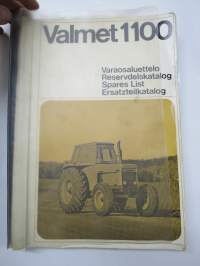 Valmet 1100
Varaosaluettelo
Reservdelskatalog
Spares List
Ersatzteilkatalog